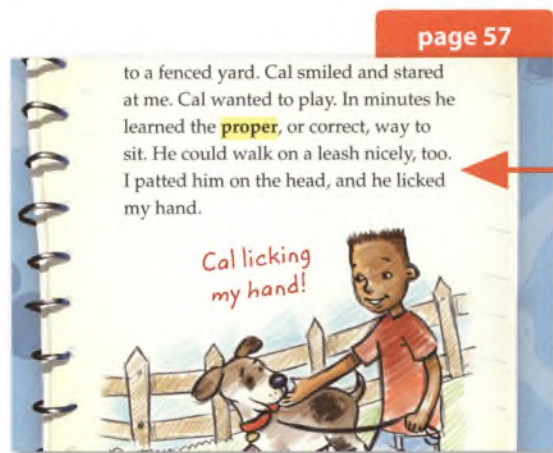 page 57
to a fenced yard. Cal smiled and stared
at me. Cal wanted to play. In minutes he
learned the proper, or correct, way to
sit. He could walk on a leash nicely, too.
I patted him on the head, and he licked
my hand.
Cal licking
my hand!